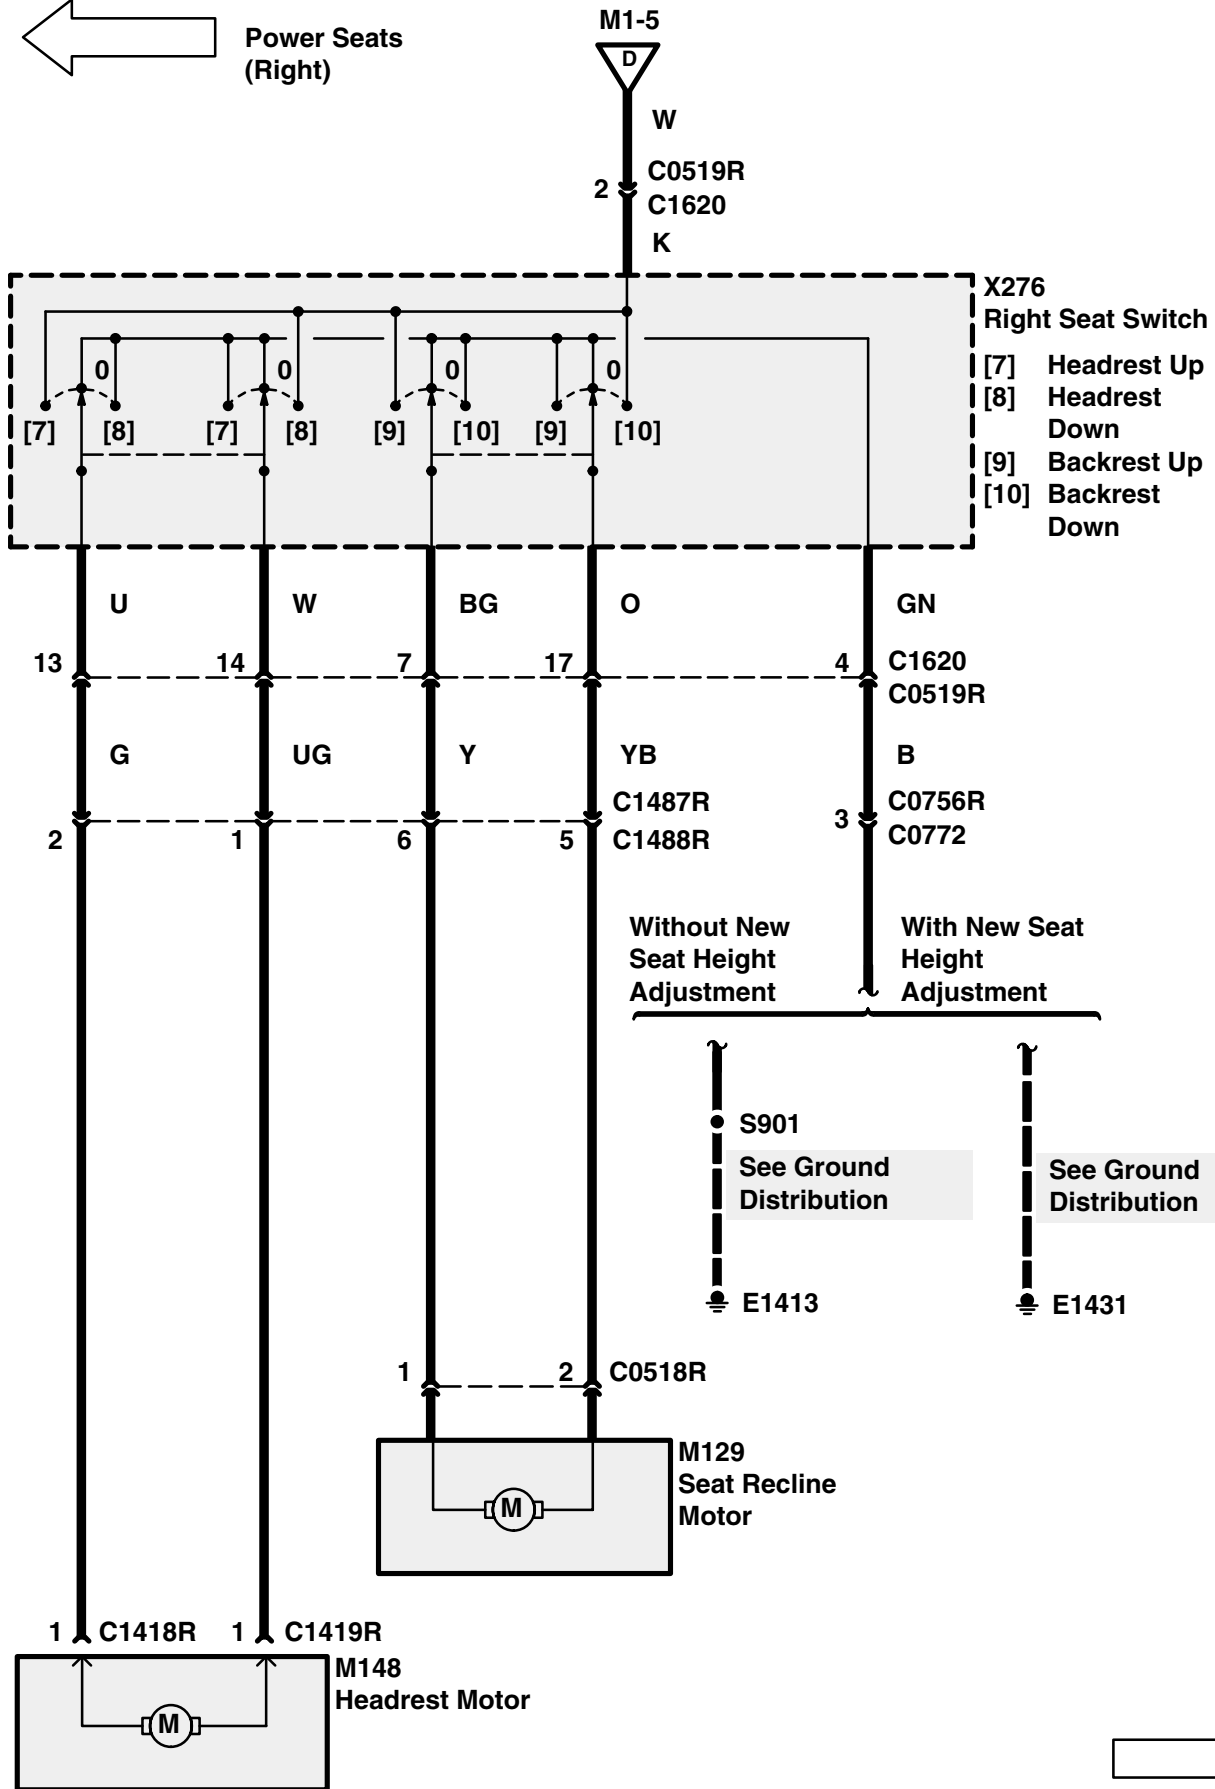 Power Seats
(Right)
M1-5
D
W
2 C0519R
C1620
K
X276
Right Seat Switch
[7] Headrest Up
[8] Headrest
Down
[9] Backrest Up
[10] Backrest
Down
0 0 0 0
[7] [8] [7] [8] [9] [10] [9] [10]
U W BG O GN
13 14 7 17 4 C1620
C0519R
G UG Y YB B
C1487R
C1488R
2 1 6 5
3 C0756R
C0772
Without New
Seat Height
Adjustment
With New Seat
Height
Adjustment
S901
See Ground
Distribution
See Ground
Distribution
E1413
E1431
1 2 C0518R
M129
Seat Recline
Motor
M
1 C1418R 1 C1419R
M148
Headrest Motor
M